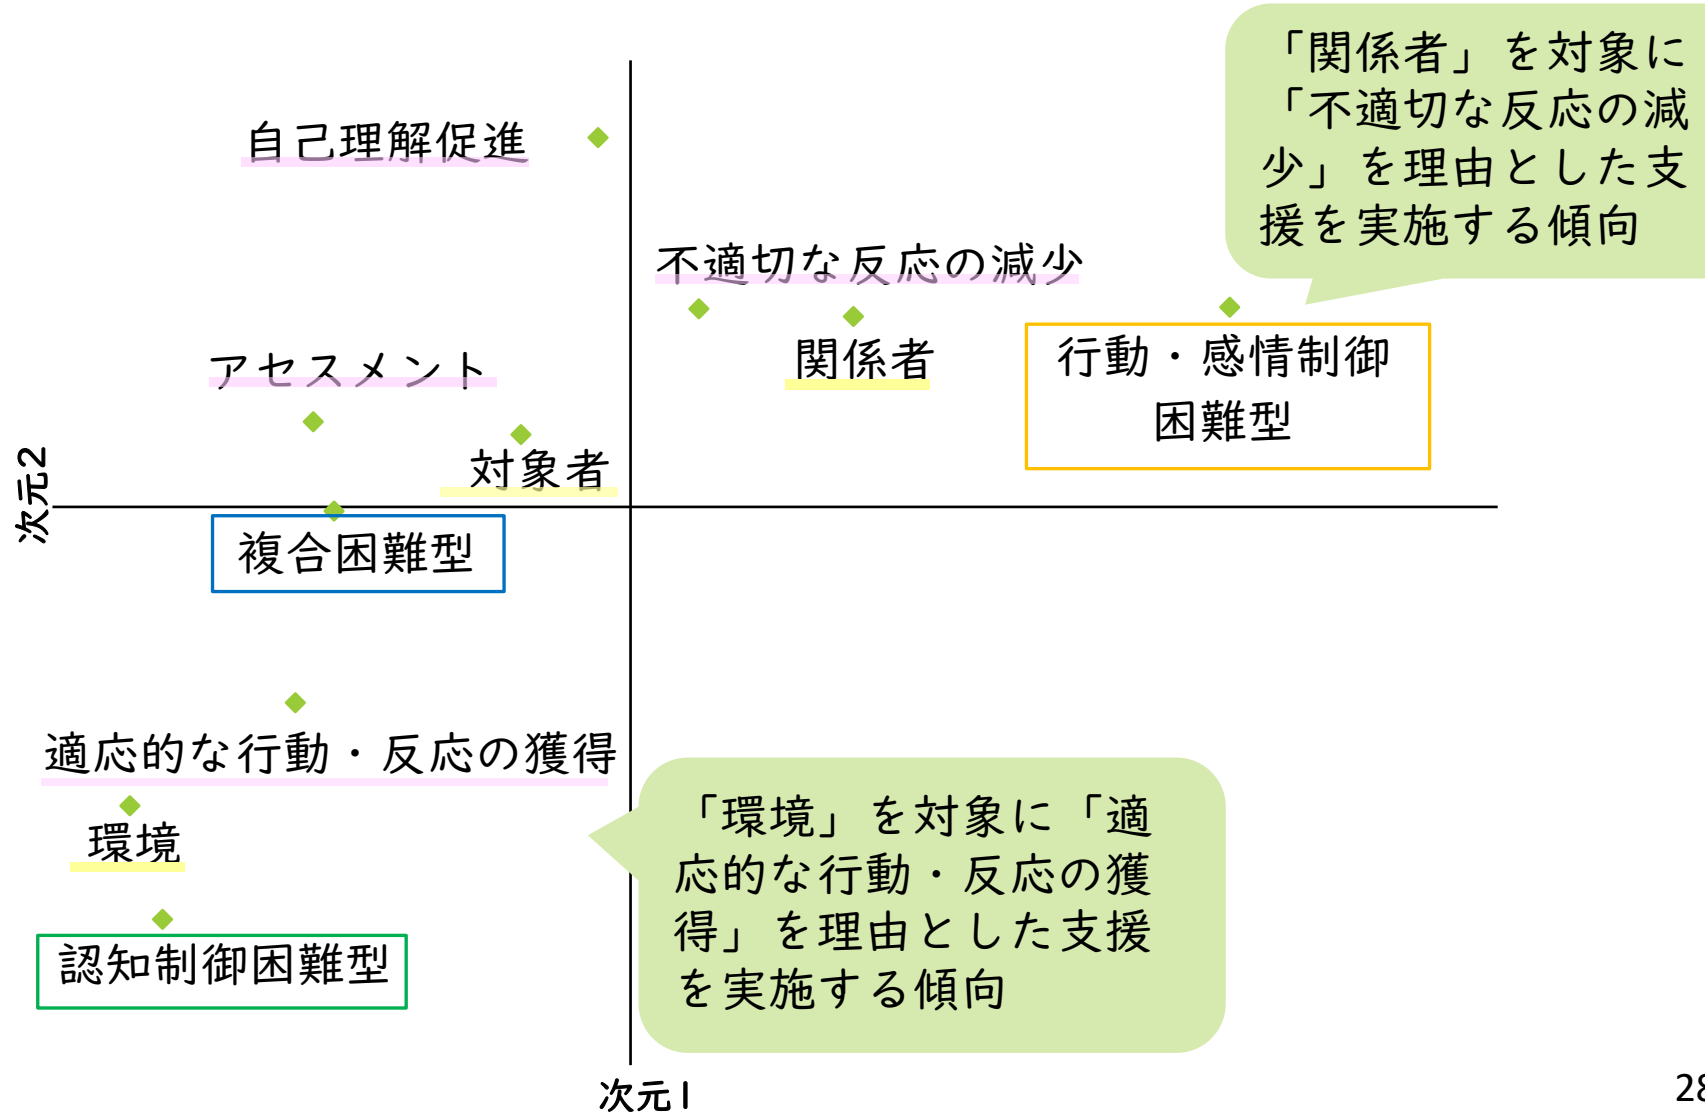 「関係者」を対象に
「不適切な反応の減
少」を理由とした支
援を実施する傾向
自己理解促進
不適切な反応の減少
関係者
行動・感情制御
困難型
アセスメント
対象者
次元2
複合困難型
適応的な行動・反応の獲得
環境
認知制御困難型
「環境」を対象に「適
応的な行動・反応の獲
得」を理由とした支援
を実施する傾向
次元1
28